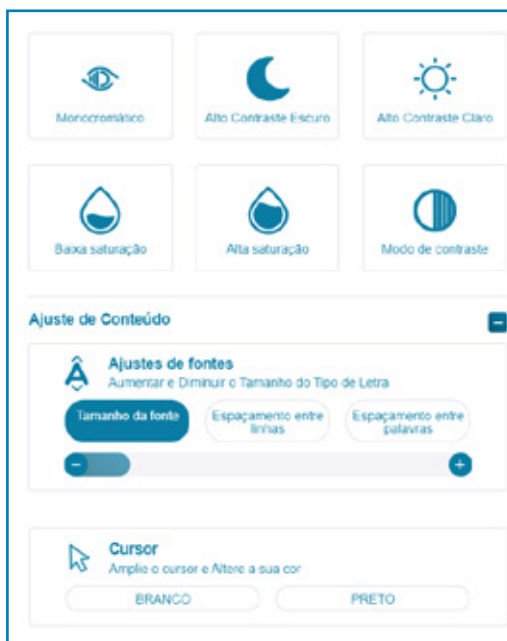 Monocromático
Alto Contraste Escuro
Alto Contraste Claro
Baixa saturação
Alta saturação
Modo de contraste
Ajuste de Conteúdo
Ajustes de fontes
Aumentar e Diminuir o Tamanho do Tipo de Letra
Tamanho da fonte
Espaçamento entre
linhas
Espaçamento entre
palavras
Cursor
Amplie o cursor e Altere a sua cor
BRANCO
PRETO